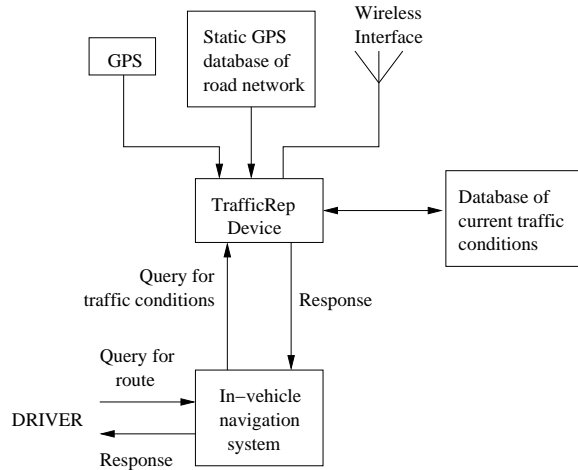 Wireless
Interface
GPS
Static GPS
database of
road network
TrafficRep
Device
Database of
current traffic
conditions
Query for
traffic conditions
Response
Query for
route
DRIVER
Response
In−vehicle
navigation
system